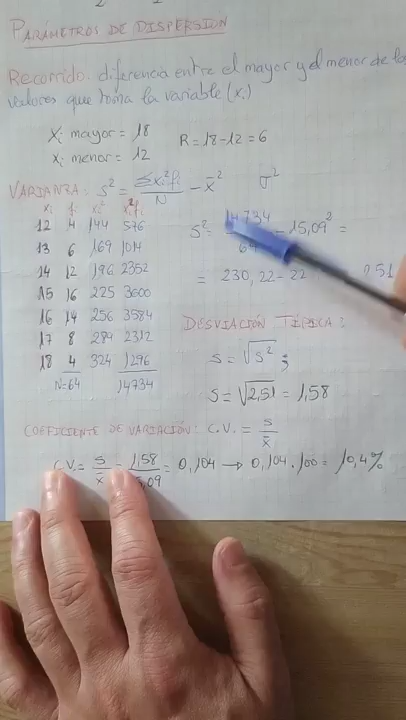 PARÁMETROS DE DISPERSIÓN
Recorrido: diferencia entre el mayor y el menor de los
valores que toma la variable (xᵢ)
xᵢ mayor = 18
xᵢ menor = 12
R = 18-12 = 6
VARIANZA: s² = Σxᵢ²fᵢ / N - x̄² σ²
xᵢ fᵢ xᵢ² xᵢ²fᵢ
12 4 144 576
13 6 169 1014
14 12 196 2352
15 16 225 3600
16 14 256 3584
17 8 289 2312
18 4 324 1296
N=64 14734
s² = 14734 / 64 - 15,09² =
= 230,22 - 22 2,51
DESVIACIÓN TÍPICA:
s = √s² ;
s = √2,51 = 1,58
COEFICIENTE DE VARIACIÓN: C.V. = s / x̄
C.V. = s / x̄ = 1,58 / 15,09 = 0,104 → 0,104 · 100 = 10,4%